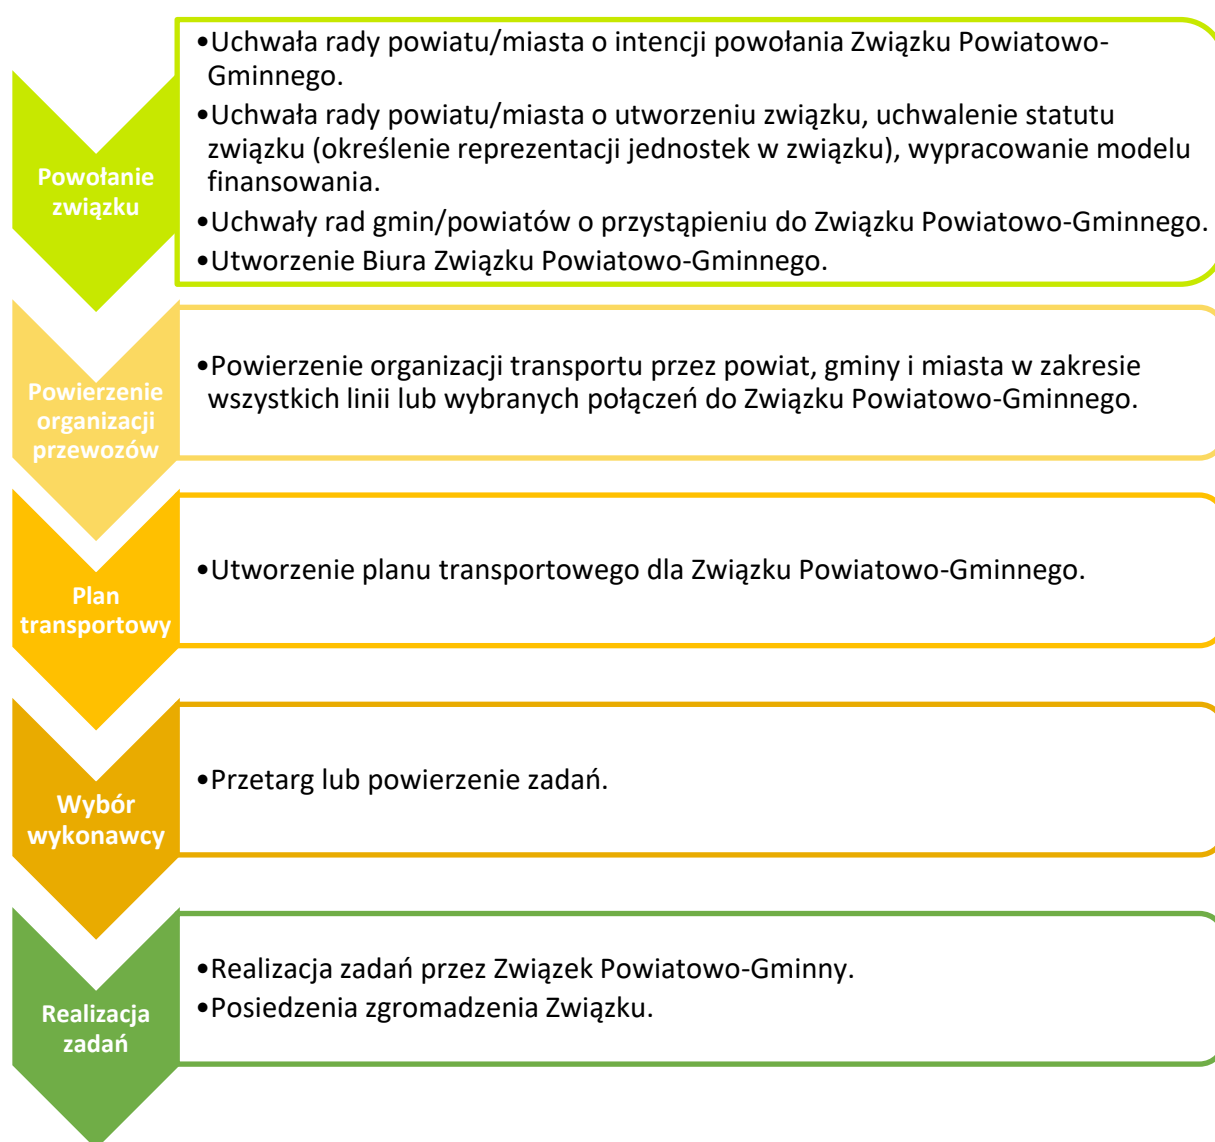 •Uchwała rady powiatu/miasta o intencji powołania Związku Powiatowo-
Gminnego.
•Uchwała rady powiatu/miasta o utworzeniu związku, uchwalenie statutu
związku (określenie reprezentacji jednostek w związku), wypracowanie modelu
finansowania.
•Uchwały rad gmin/powiatów o przystąpieniu do Związku Powiatowo-Gminnego.
•Utworzenie Biura Związku Powiatowo-Gminnego.
Powołanie
związku
•Powierzenie organizacji transportu przez powiat, gminy i miasta w zakresie
wszystkich linii lub wybranych połączeń do Związku Powiatowo-Gminnego.
Powierzenie
organizacji
przewozów
•Utworzenie planu transportowego dla Związku Powiatowo-Gminnego.
Plan
transportowy
•Przetarg lub powierzenie zadań.
Wybór
wykonawcy
•Realizacja zadań przez Związek Powiatowo-Gminny.
•Posiedzenia zgromadzenia Związku.
Realizacja
zadań